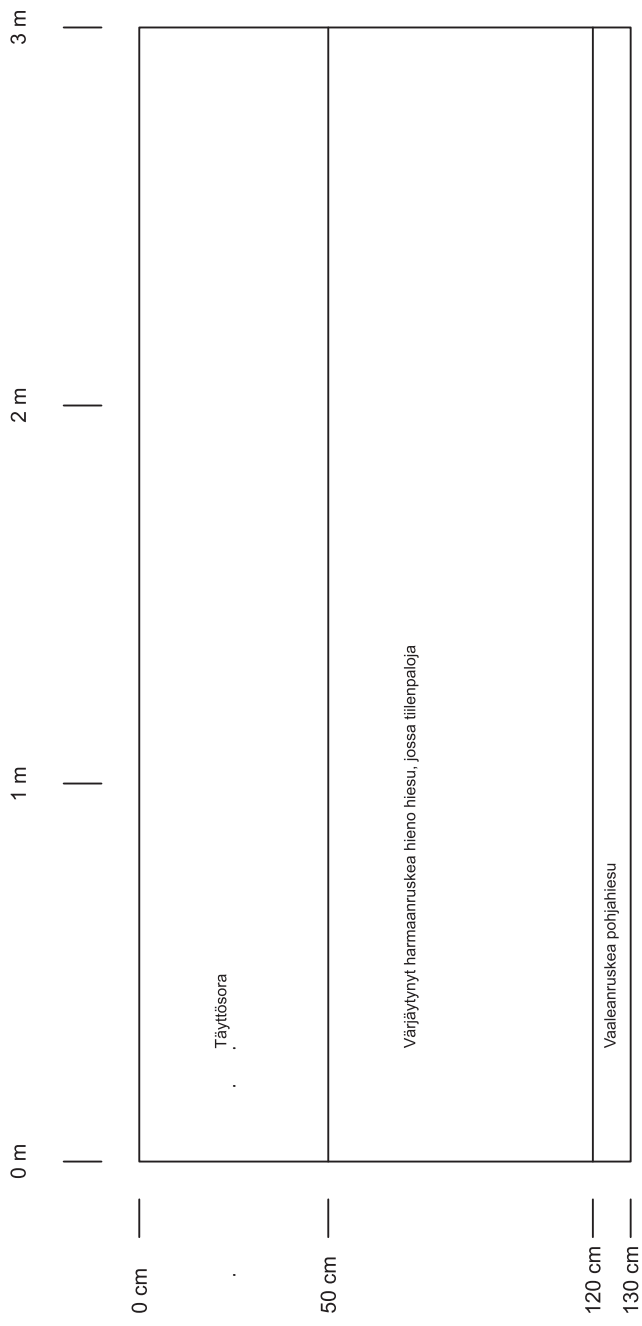 0 m
1 m
2 m
3 m
0 cm
Täyttösora
50 cm
Värjäytynyt harmaanruskea hieno hiesu, jossa tiilenpaloja
120 cm
Vaaleanruskea pohjahiesu
130 cm